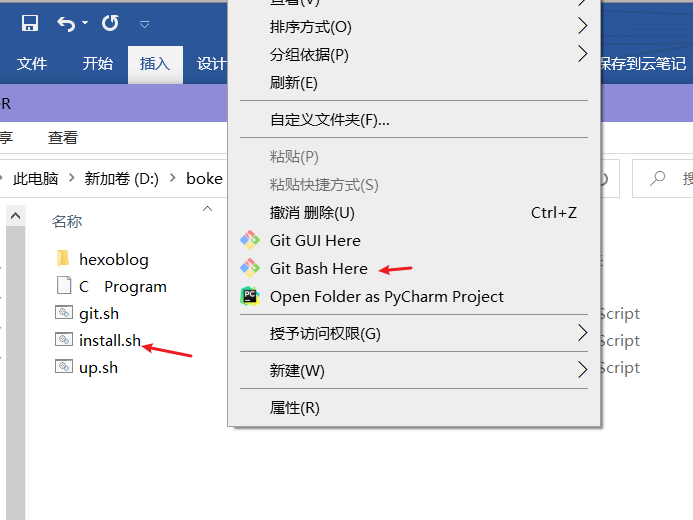 查看(V)
排序方式(O)
分组依据(P)
刷新(E)
自定义文件夹(F)...
粘贴(P)
粘贴快捷方式(S)
撤消 删除(U) Ctrl+Z
Git GUI Here
Git Bash Here
Open Folder as PyCharm Project
授予访问权限(G)
新建(W)
属性(R)
文件 开始 插入 设计 保存到云笔记
R
享 查看
此电脑 新加卷 (D:) boke
名称
hexoblog
C Program
git.sh Script
install.sh Script
up.sh Script